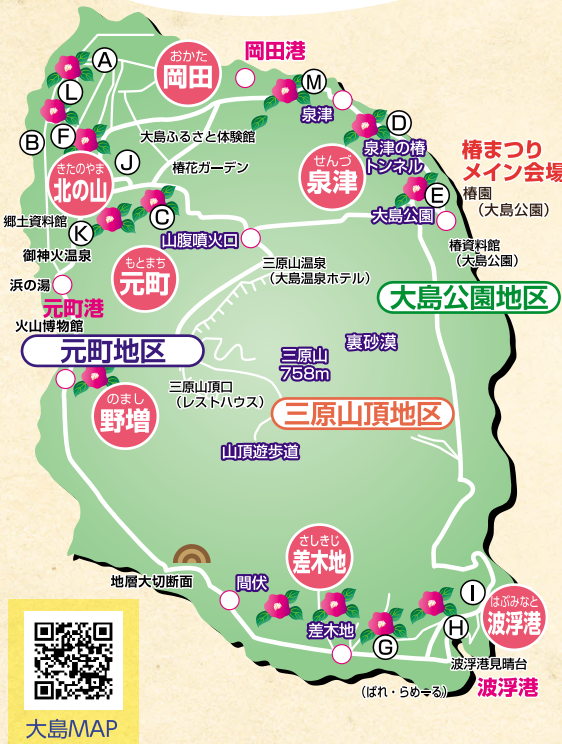 岡田港
A
おかた
岡田
M
L
泉津
D
B
F
大島ふるさと体験館
泉津の椿
トンネル
椿まつり
メイン会場
J
椿花ガーデン
せんづ
泉津
きたのやま
北の山
E
椿園
（大島公園）
大島公園
郷土資料館
C
K
山腹噴火口
椿資料館
（大島公園）
御神火温泉
もとまち
元町
三原山温泉
（大島温泉ホテル）
浜の湯
元町港
大島公園地区
火山博物館
元町地区
裏砂漠
三原山
758m
三原山頂口
（レストハウス）
のまし
野増
三原山頂地区
山頂遊歩道
さしきじ
差木地
地層大切断面
間伏
I
はぶみなと
波浮港
差木地
H
G
波浮港見晴台
（ぱれ・らめーる）
波浮港
大島MAP